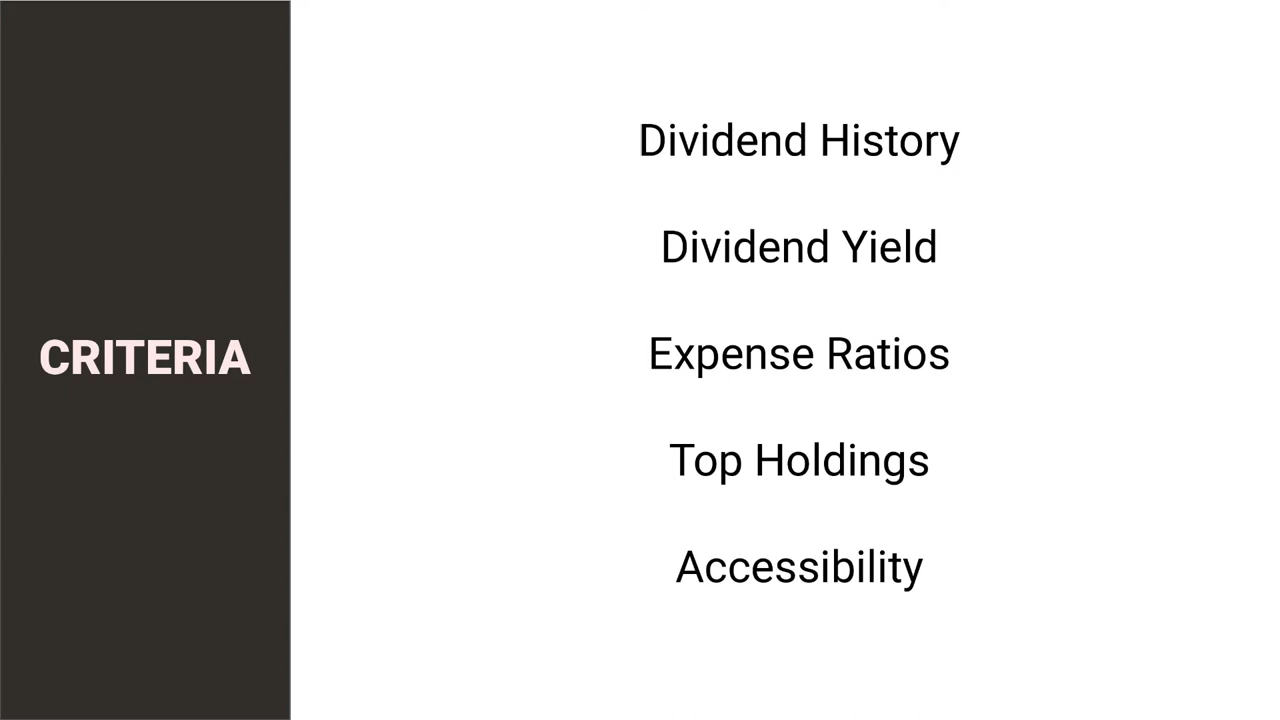 CRITERIA
Dividend History
Dividend Yield
Expense Ratios
Top Holdings
Accessibility